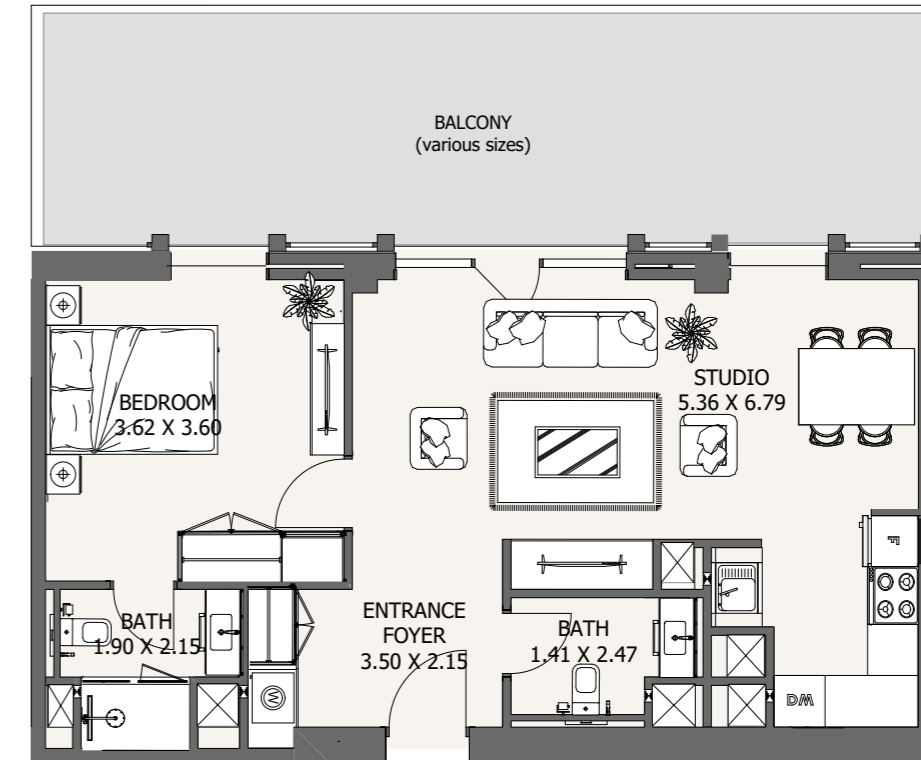 BALCONY
(various sizes)
STUDIO
5.36 X 6.79
BEDROOM
3.62 X 3.60
F
ENTRANCE
FOYER
3.50 X 2.15
BATH
1.90 X 2.15
BATH
1.41 X 2.47
W
DW